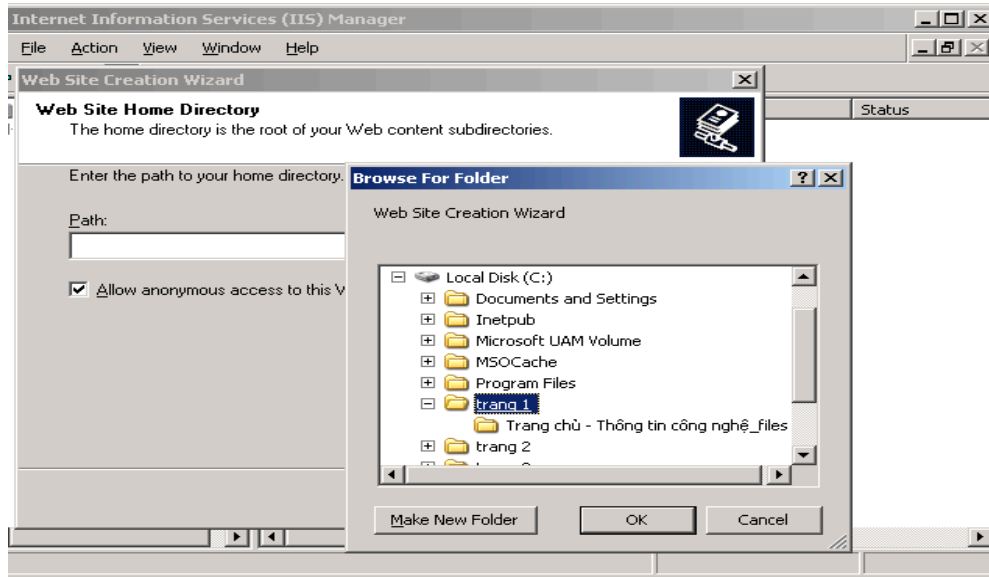 Internet Information Services (IIS) Manager
File Action View Window Help
Web Site Creation Wizard
Status
Web Site Home Directory
The home directory is the root of your Web content subdirectories.
Enter the path to your home directory.
Path:
Allow anonymous access to this
Browse For Folder
Web Site Creation Wizard
Local Disk (C:)
Documents and Settings
Inetpub
Microsoft UAM Volume
MSOCache
Program Files
trang 1
Trang chủ - Thông tin công nghệ_files
trang 2
Make New Folder OK Cancel